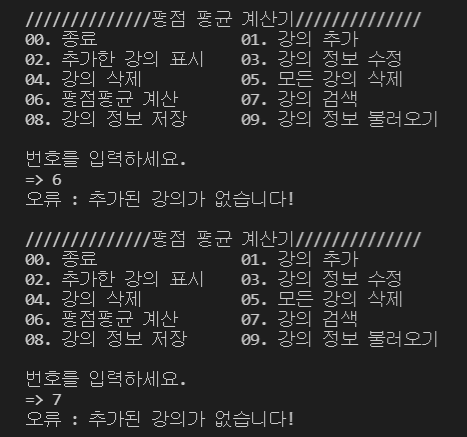 //////////////평점 평균 계산기//////////////
00. 종료 01. 강의 추가
02. 추가한 강의 표시 03. 강의 정보 수정
04. 강의 삭제 05. 모든 강의 삭제
06. 평점평균 계산 07. 강의 검색
08. 강의 정보 저장 09. 강의 정보 불러오기
번호를 입력하세요.
=> 6
오류 : 추가된 강의가 없습니다!
//////////////평점 평균 계산기//////////////
00. 종료 01. 강의 추가
02. 추가한 강의 표시 03. 강의 정보 수정
04. 강의 삭제 05. 모든 강의 삭제
06. 평점평균 계산 07. 강의 검색
08. 강의 정보 저장 09. 강의 정보 불러오기
번호를 입력하세요.
=> 7
오류 : 추가된 강의가 없습니다!